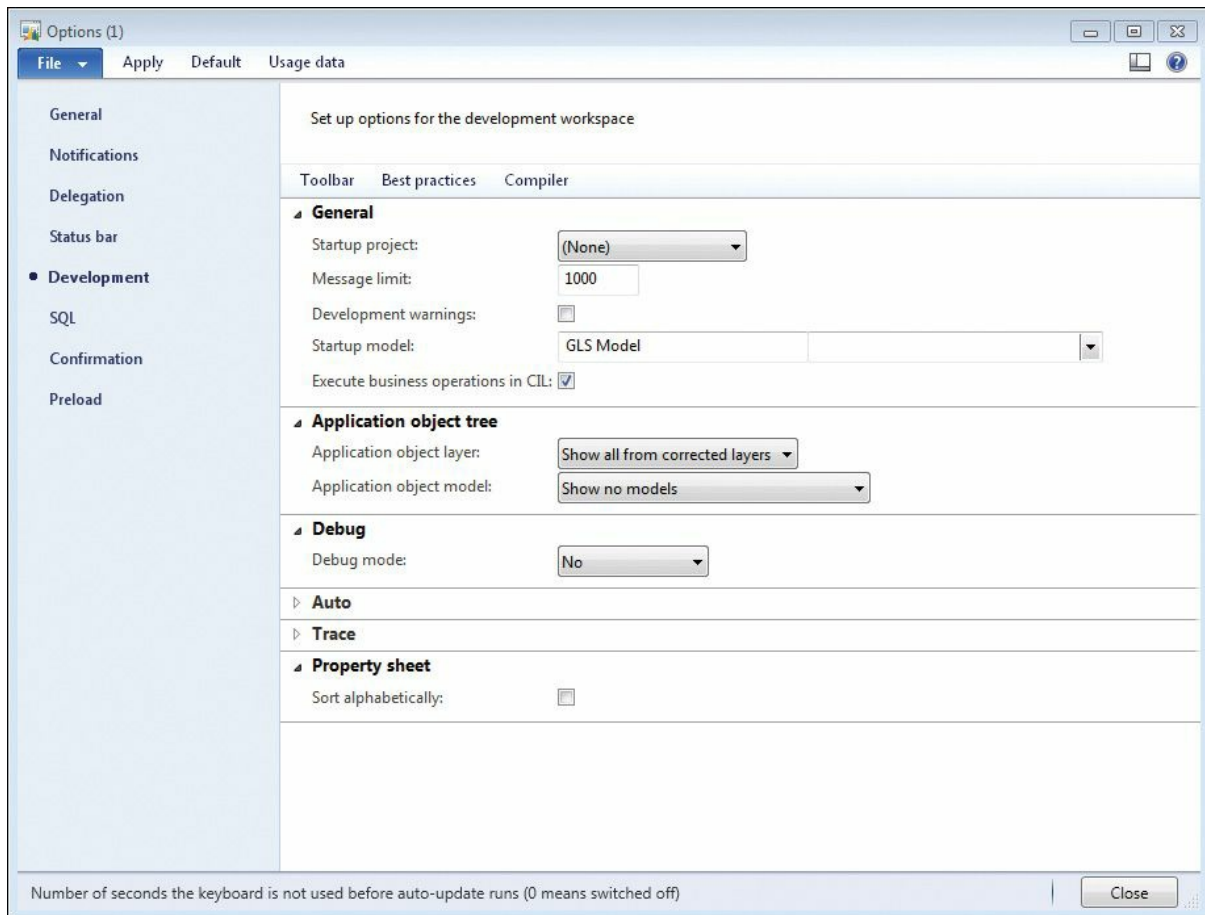 Options (1)
File Apply Default Usage data
General
Notifications
Delegation
Status bar
Development
SQL
Confirmation
Preload
Set up options for the development workspace
Toolbar Best practices Compiler
General
Startup project: (None)
Message limit: 1000
Development warnings:
Startup model: GLS Model
Execute business operations in CIL:
Application object tree
Application object layer: Show all from corrected layers
Application object model: Show no models
Debug
Debug mode: No
Auto
Trace
Property sheet
Sort alphabetically:
Number of seconds the keyboard is not used before auto-update runs (0 means switched off)
Close